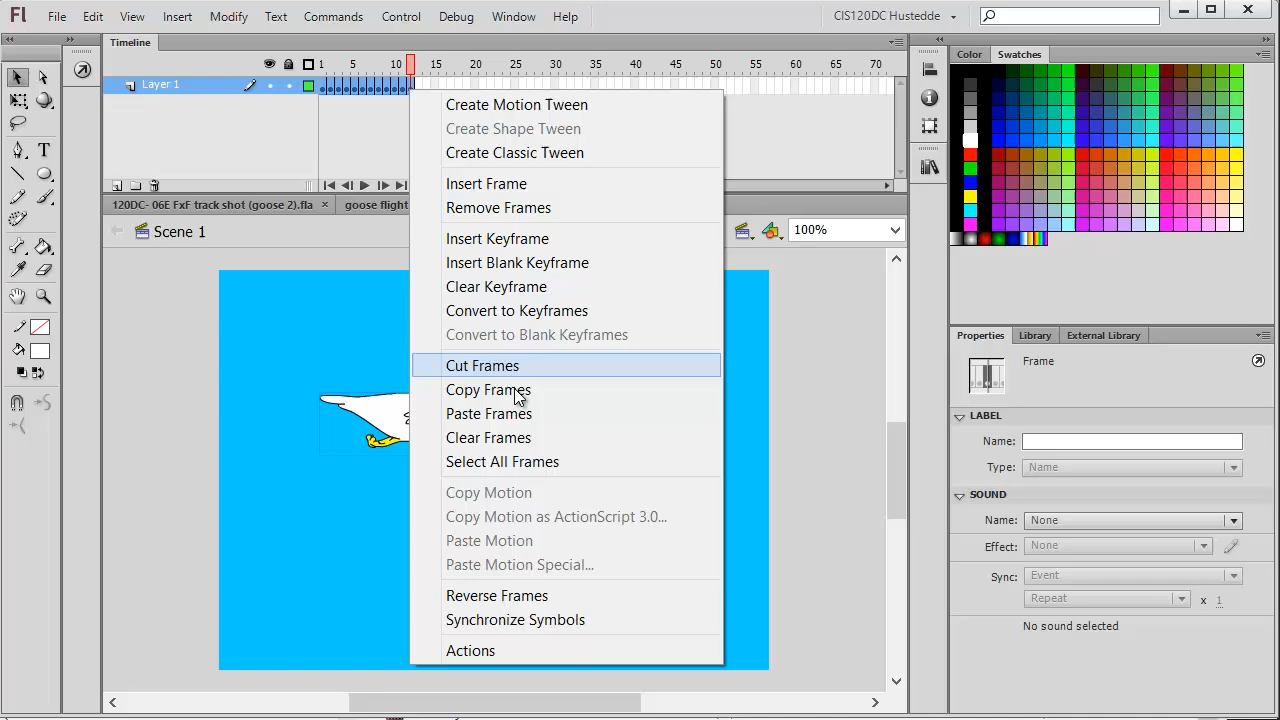 Fl File Edit View Insert Modify Text Commands Control Debug Window Help CIS120DC Hustedde
Timeline
Color Swatches
1 5 10 15 20 25 30 35 40 45 50 55 60 65 70
Layer 1
Create Motion Tween
Create Shape Tween
Create Classic Tween
Insert Frame
Remove Frames
Insert Keyframe
Insert Blank Keyframe
Clear Keyframe
Convert to Keyframes
Convert to Blank Keyframes
Cut Frames
Copy Frames
Paste Frames
Clear Frames
Select All Frames
Copy Motion
Copy Motion as ActionScript 3.0...
Paste Motion
Paste Motion Special...
Reverse Frames
Synchronize Symbols
Actions
120DC- 06E FxF track shot (goose 2).fla × goose flight
Scene 1
100%
Properties Library External Library
Frame
LABEL
Name:
Type: Name
SOUND
Name: None
Effect: None
Sync: Event
Repeat x 1
No sound selected